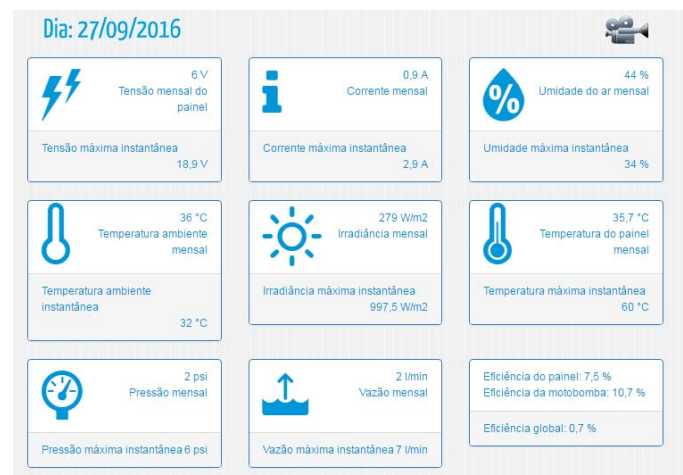 Dia: 27/09/2016
6 V
Tensão mensal do
painel
Tensão máxima instantânea
18,9 V
0,9 A
Corrente mensal
Corrente máxima instantânea
2,9 A
%
44 %
Umidade do ar mensal
Umidade máxima instantânea
34 %
36 °C
Temperatura ambiente
mensal
Temperatura ambiente
instantânea
32 °C
279 W/m2
Irradiância mensal
Irradiância máxima instantânea
997,5 W/m2
35,7 °C
Temperatura do painel
mensal
Temperatura máxima instantânea
60 °C
2 psi
Pressão mensal
Pressão máxima instantânea 6 psi
2 l/min
Vazão mensal
Vazão máxima instantânea 7 l/min
Eficiência do painel: 7,5 %
Eficiência da motobomba: 10,7 %
Eficiência global: 0,7 %